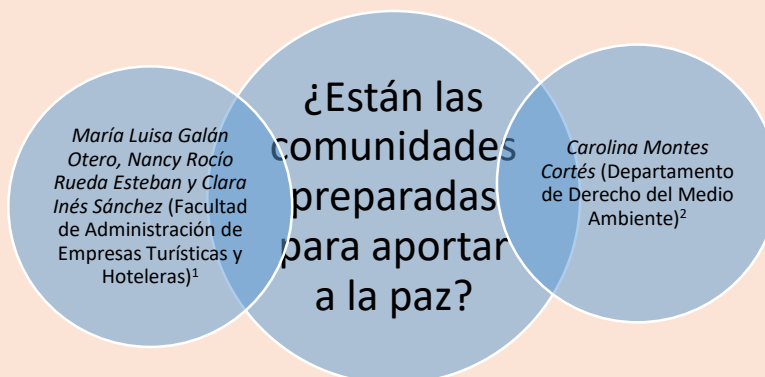 María Luisa Galán
Otero, Nancy Rocío
Rueda Esteban y Clara
Inés Sánchez (Facultad
de Administración de
Empresas Turísticas y
Hoteleras)¹
¿Están las
comunidades
preparadas
para aportar
a la paz?
Carolina Montes
Cortés (Departamento
de Derecho del Medio
Ambiente)²